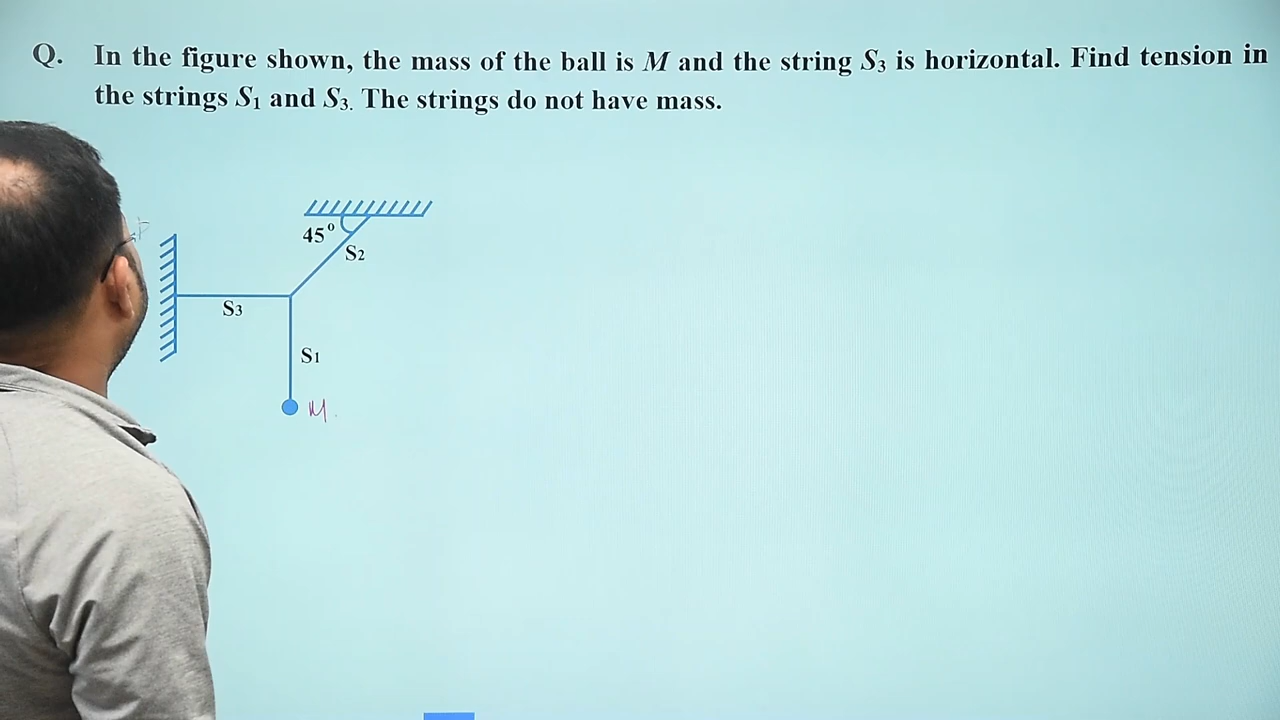 Q. In the figure shown, the mass of the ball is M and the string S₃ is horizontal. Find tension in
the strings S₁ and S₃. The strings do not have mass.
45°
S2
S3
S1
M